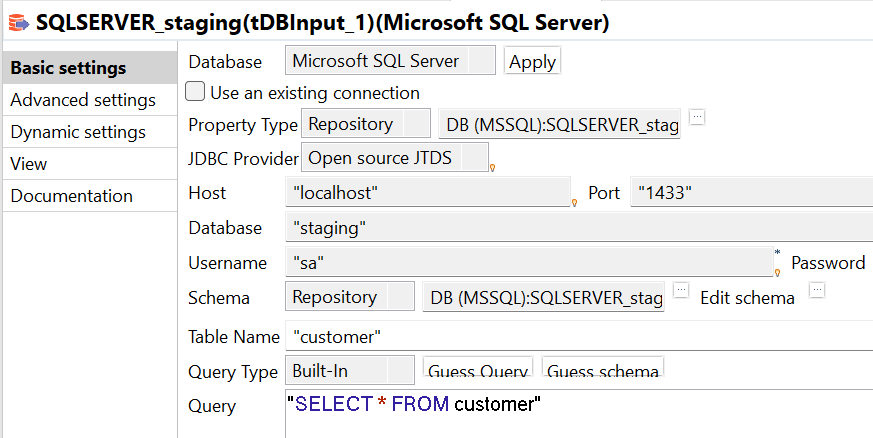 SQLSERVER_staging(tDBInput_1)(Microsoft SQL Server)
Basic settings
Advanced settings
Dynamic settings
View
Documentation
Database Microsoft SQL Server Apply
Use an existing connection
Property Type Repository DB (MSSQL):SQLSERVER_stag ...
JDBC Provider Open source JTDS
Host "localhost" Port "1433"
Database "staging"
Username "sa" * Password
Schema Repository DB (MSSQL):SQLSERVER_stag ... Edit schema ...
Table Name "customer"
Query Type Built-In Guess Query Guess schema
Query "SELECT * FROM customer"